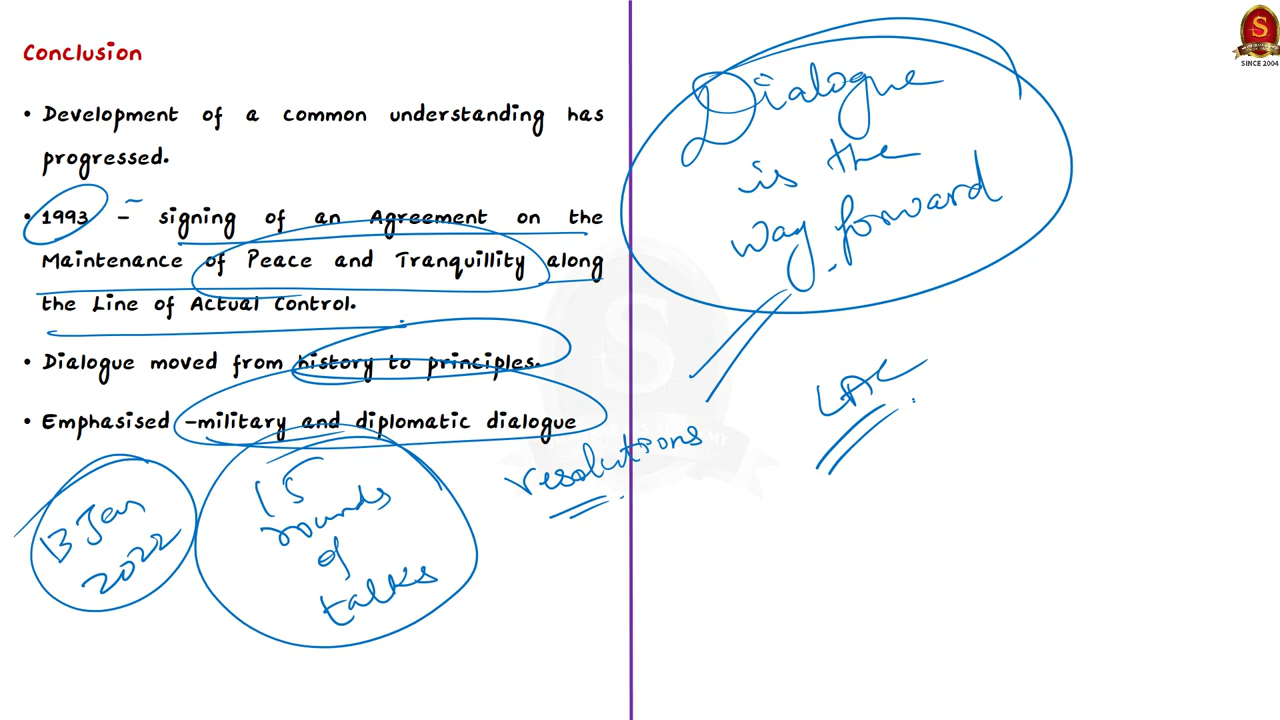 Conclusion
• Development of a common understanding has
progressed.
• 1993 – signing of an Agreement on the
Maintenance of Peace and Tranquillity along
the Line of Actual Control.
• Dialogue moved from history to principles.
• Emphasised -military and diplomatic dialogue
13 Jan
2022
15
rounds
of
talks
resolutions
Dialogue
is the
way forward
LAC
S
SINCE 2004